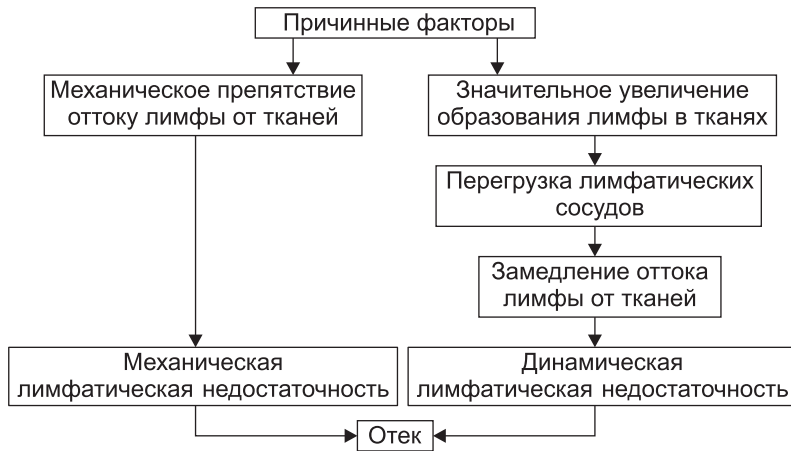 Причинные факторы
Механическое препятствие
оттоку лимфы от тканей
Значительное увеличение
образования лимфы в тканях
Перегрузка лимфатических
сосудов
Замедление оттока
лимфы от тканей
Механическая
лимфатическая недостаточность
Динамическая
лимфатическая недостаточность
Отек